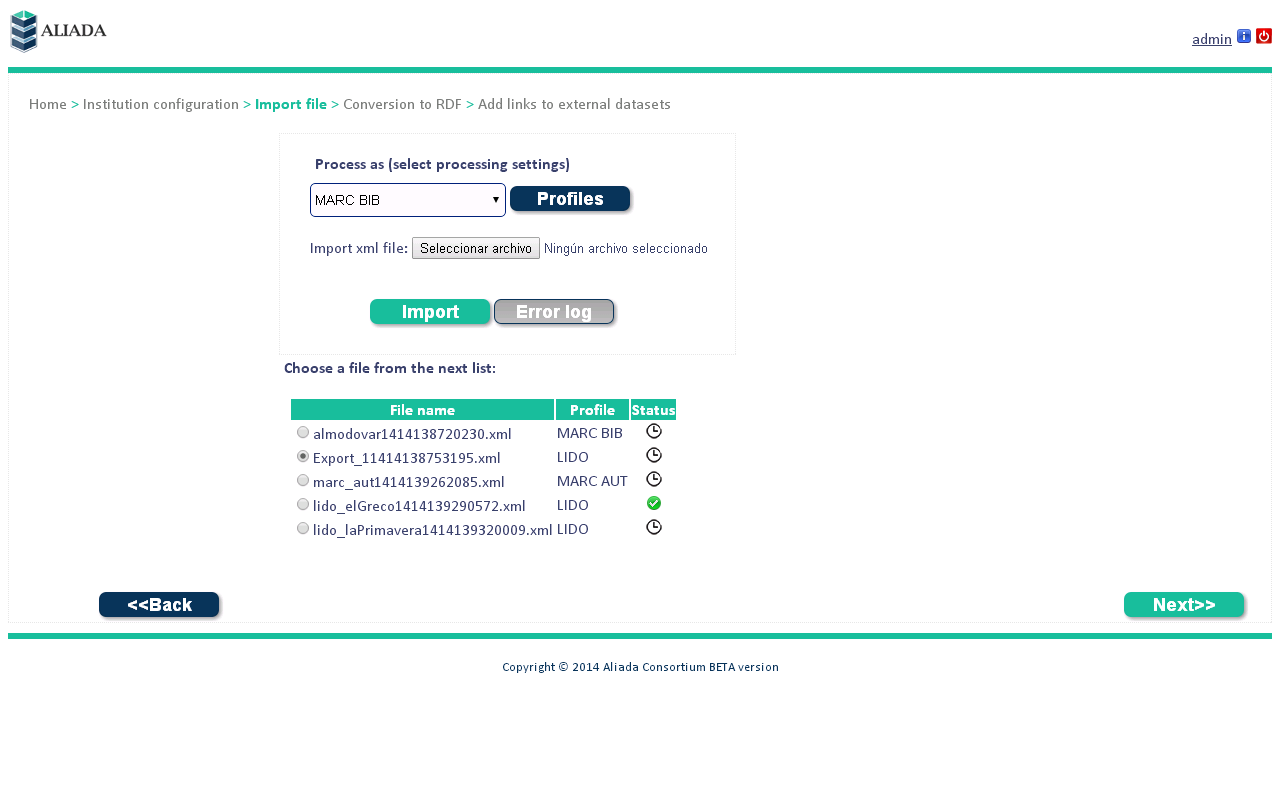 ALIADA
admin
Home > Institution configuration > Import file > Conversion to RDF > Add links to external datasets
Process as (select processing settings)
MARC BIB Profiles
Import xml file: Seleccionar archivo Ningún archivo seleccionado
Import Error log
Choose a file from the next list:
File name Profile Status
almodovar1414138720230.xml MARC BIB
Export_11414138753195.xml LIDO
marc_aut1414139262085.xml MARC AUT
lido_elGreco1414139290572.xml LIDO
lido_laPrimavera1414139320009.xml LIDO
<<Back Next>>
Copyright © 2014 Aliada Consortium BETA version